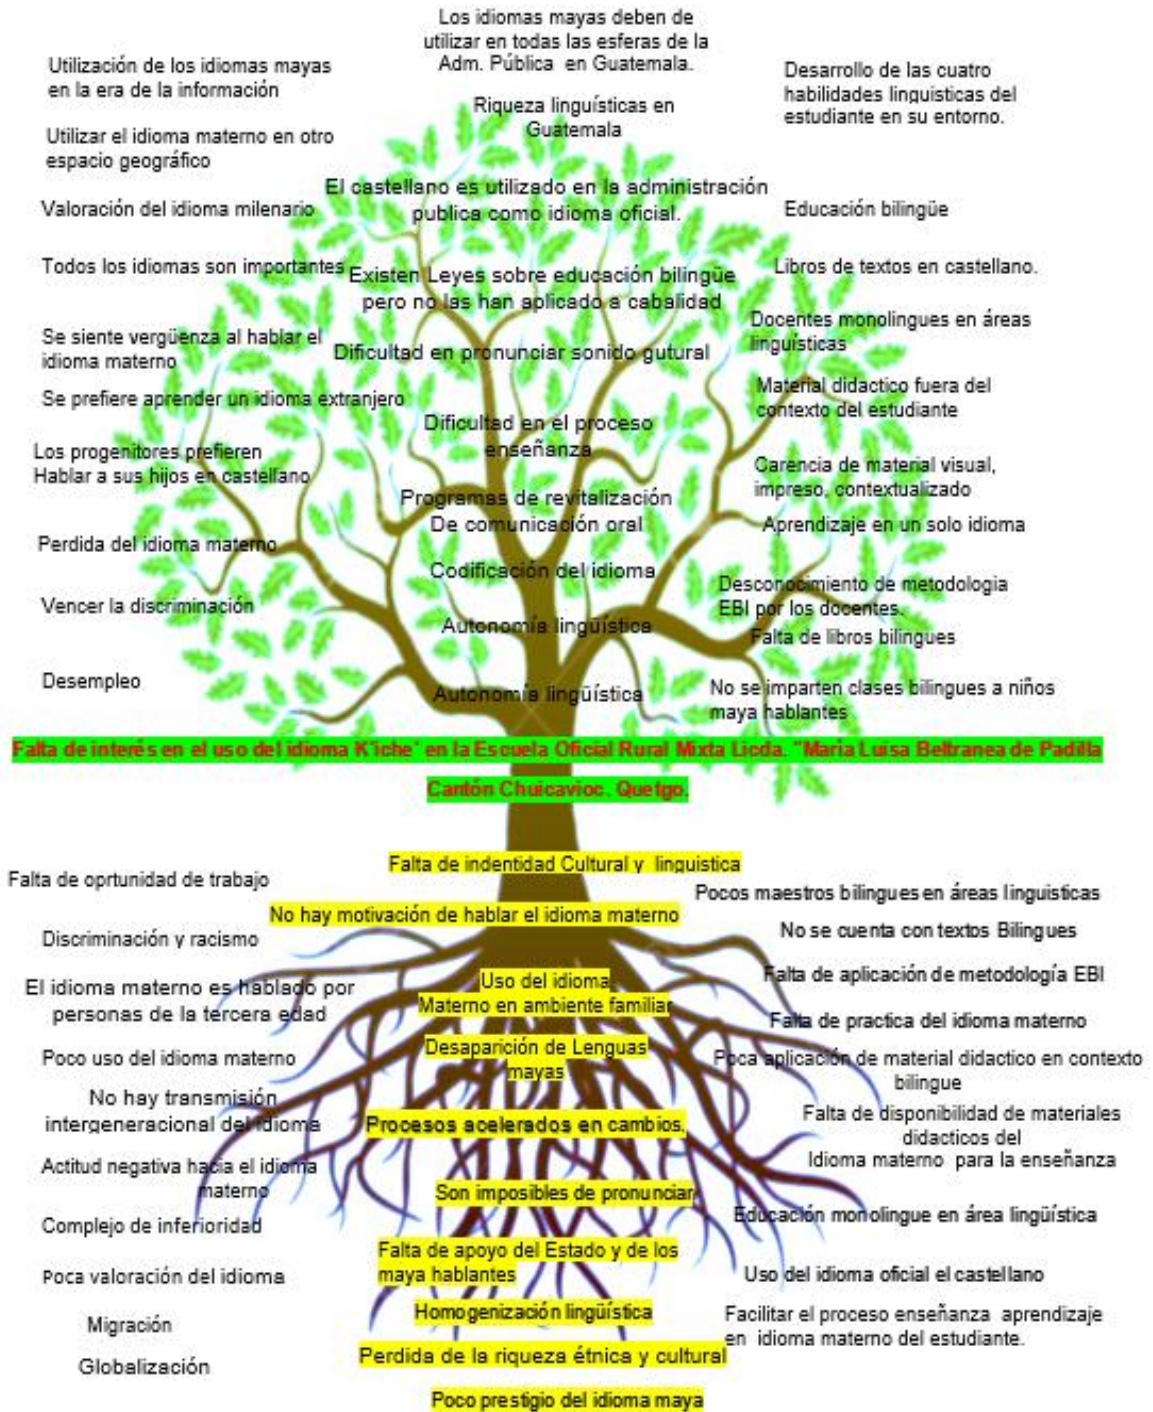 Los idiomas mayas deben de
utilizar en todas las esferas de la
Adm. Pública en Guatemala.
Riqueza linguísticas en
Guatemala
El castellano es utilizado en la administración
publica como idioma oficial.
Existen Leyes sobre educación bilingüe
pero no las han aplicado a cabalidad
Dificultad en pronunciar sonido gutural
Dificultad en el proceso
enseñanza
Programas de revitalización
De comunicación oral
Codificación del idioma
Autonomía lingüística
Autonomía lingüística
Utilización de los idiomas mayas
en la era de la información
Utilizar el idioma materno en otro
espacio geográfico
Valoración del idioma milenario
Todos los idiomas son importantes
Se siente vergüenza al hablar el
idioma materno
Se prefiere aprender un idioma extranjero
Los progenitores prefieren
Hablar a sus hijos en castellano
Perdida del idioma materno
Vencer la discriminación
Desempleo
Desarrollo de las cuatro
habilidades linguisticas del
estudiante en su entorno.
Educación bilingüe
Libros de textos en castellano.
Docentes monolingues en áreas
linguísticas
Material didactico fuera del
contexto del estudiante
Carencia de material visual,
impreso, contextualizado
Aprendizaje en un solo idioma
Desconocimiento de metodologia
EBI por los docentes.
Falta de libros bilingues
No se imparten clases bilingues a niños
maya hablantes
Falta de interés en el uso del idioma K'iche' en la Escuela Oficial Rural Mixta Licda. "María Luisa Beltranea de Padilla
Cantón Chuicavioc. Quetgo.
Falta de indentidad Cultural y linguistica
No hay motivación de hablar el idioma materno
Uso del idioma
Materno en ambiente familiar
Desaparición de Lenguas
mayas
Procesos acelerados en cambios.
Son imposibles de pronunciar
Falta de apoyo del Estado y de los
maya hablantes
Homogenización lingüística
Perdida de la riqueza étnica y cultural
Poco prestigio del idioma maya
Falta de oprtunidad de trabajo
Discriminación y racismo
El idioma materno es hablado por
personas de la tercera edad
Poco uso del idioma materno
No hay transmisión
intergeneracional del idioma
Actitud negativa hacia el idioma
materno
Complejo de inferioridad
Poca valoración del idioma
Migración
Globalización
Pocos maestros bilingues en áreas linguisticas
No se cuenta con textos Bilingues
Falta de aplicación de metodología EBI
Falta de practica del idioma materno
Poca aplicación de material didactico en contexto
bilingue
Falta de disponibilidad de materiales
didacticos del
Idioma materno para la enseñanza
Educación monolingue en área lingüística
Uso del idioma oficial el castellano
Facilitar el proceso enseñanza aprendizaje
en idioma materno del estudiante.